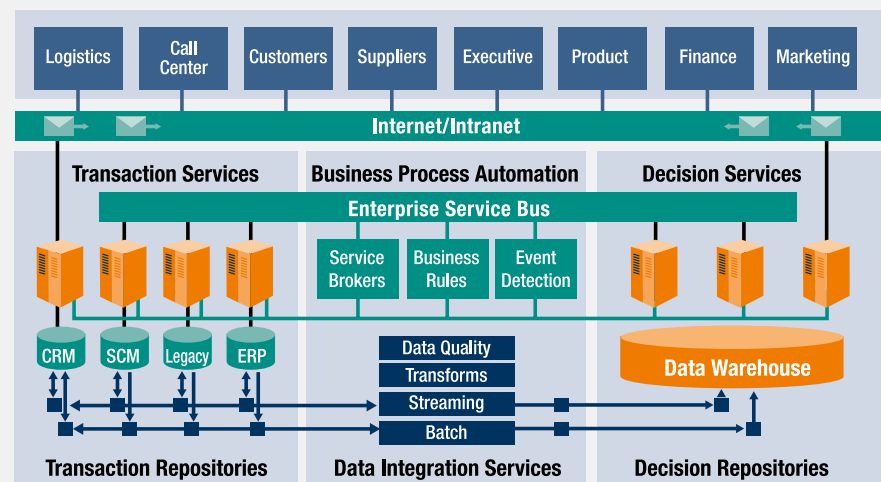 Logistics
Call
Center
Customers
Suppliers
Executive
Product
Finance
Marketing
Internet/Intranet
Transaction Services
Business Process Automation
Decision Services
Enterprise Service Bus
Service
Brokers
Business
Rules
Event
Detection
CRM
SCM
Legacy
ERP
Data Quality
Transforms
Streaming
Batch
Data Warehouse
Transaction Repositories
Data Integration Services
Decision Repositories